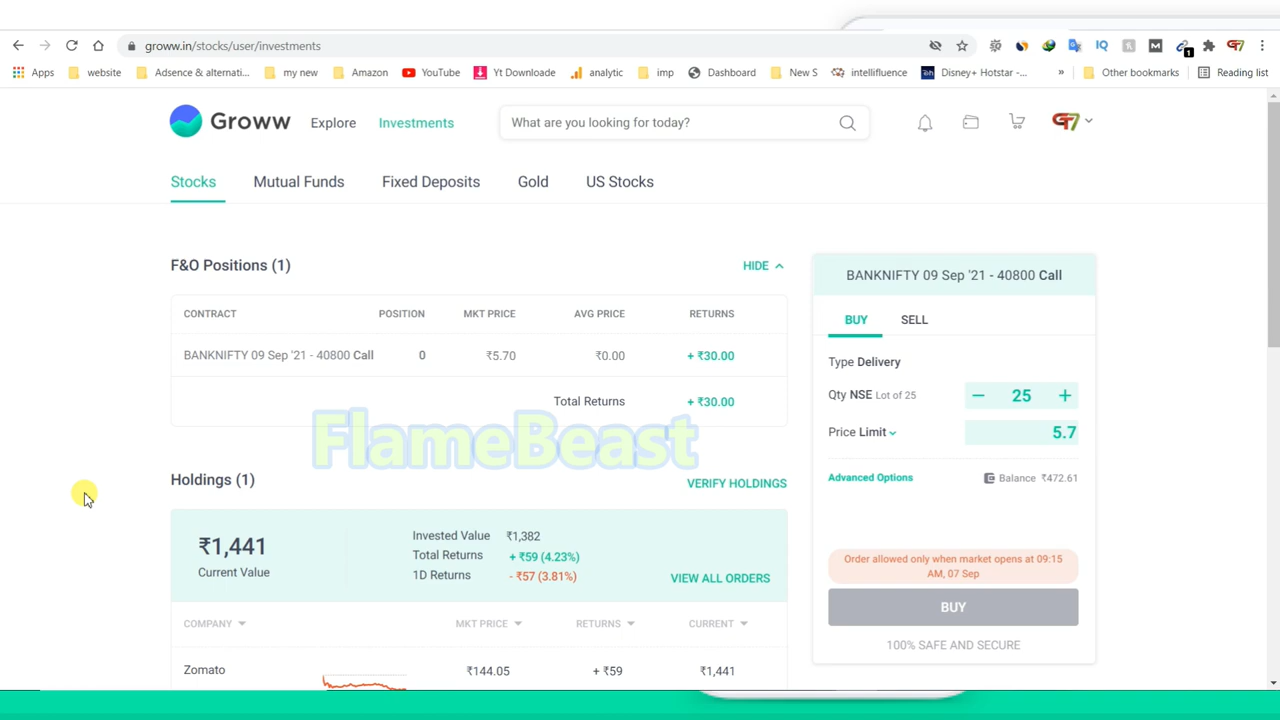 groww.in/stocks/user/investments
Apps website Adsence & alternati... my new Amazon YouTube Yt Downloade analytic imp Dashboard New S intellifluence Disney+ Hotstar -... » Other bookmarks Reading list
Groww Explore Investments What are you looking for today? GF7
Stocks Mutual Funds Fixed Deposits Gold US Stocks
F&O Positions (1) HIDE
CONTRACT POSITION MKT PRICE AVG PRICE RETURNS
BANKNIFTY 09 Sep '21 - 40800 Call 0 ₹5.70 ₹0.00 + ₹30.00
Total Returns + ₹30.00
FlameBeast
Holdings (1) VERIFY HOLDINGS
₹1,441
Current Value
Invested Value ₹1,382
Total Returns + ₹59 (4.23%)
1D Returns - ₹57 (3.81%)
VIEW ALL ORDERS
COMPANY MKT PRICE RETURNS CURRENT
Zomato ₹144.05 + ₹59 ₹1,441
BANKNIFTY 09 Sep '21 - 40800 Call
BUY SELL
Type Delivery
Qty NSE Lot of 25 − 25 +
Price Limit 5.7
Advanced Options Balance ₹472.61
Order allowed only when market opens at 09:15
AM, 07 Sep
BUY
100% SAFE AND SECURE